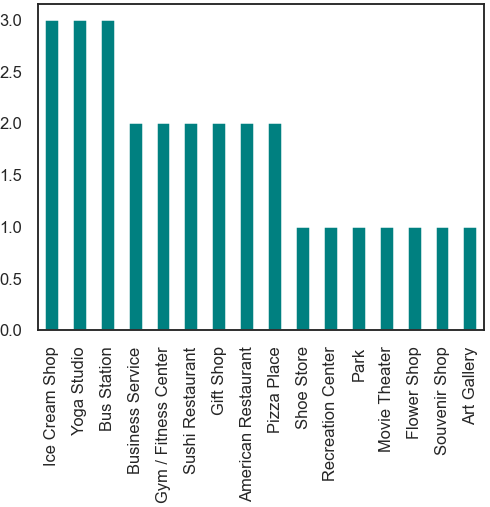 3.0
2.5
2.0
1.5
1.0
0.5
0.0
Ice Cream Shop
Yoga Studio
Bus Station
Business Service
Gym / Fitness Center
Sushi Restaurant
Gift Shop
American Restaurant
Pizza Place
Shoe Store
Recreation Center
Park
Movie Theater
Flower Shop
Souvenir Shop
Art Gallery